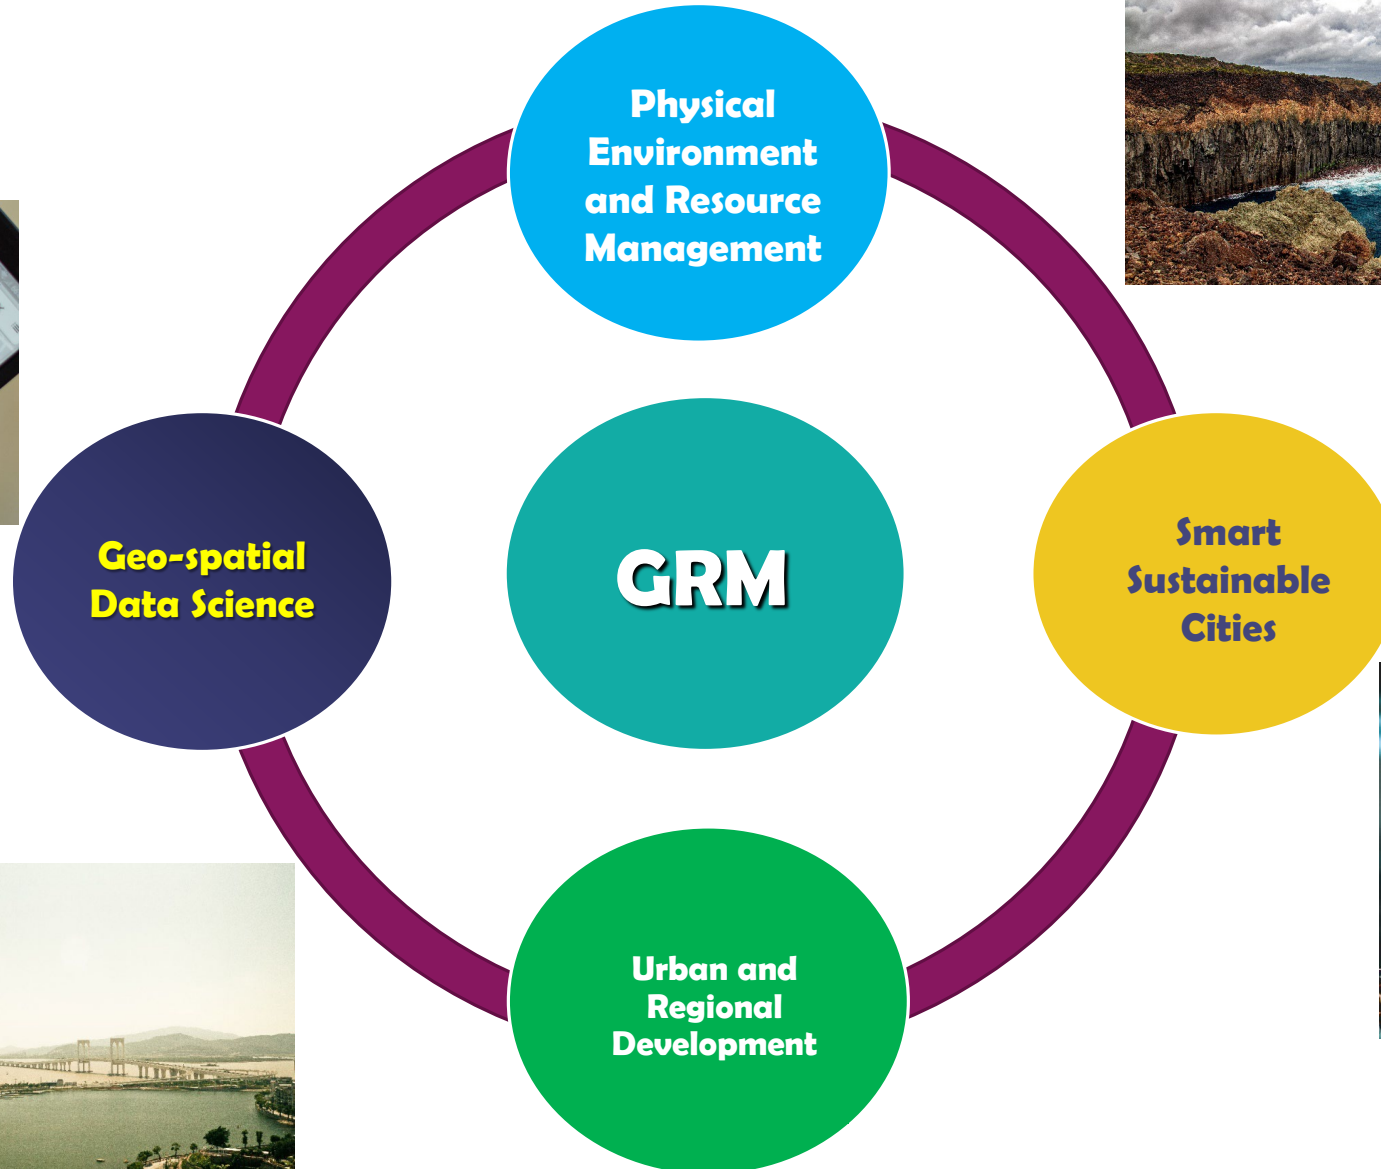 Physical
Environment
and Resource
Management
Geo-spatial
Data Science
GRM
Smart
Sustainable
Cities
Urban and
Regional
Development